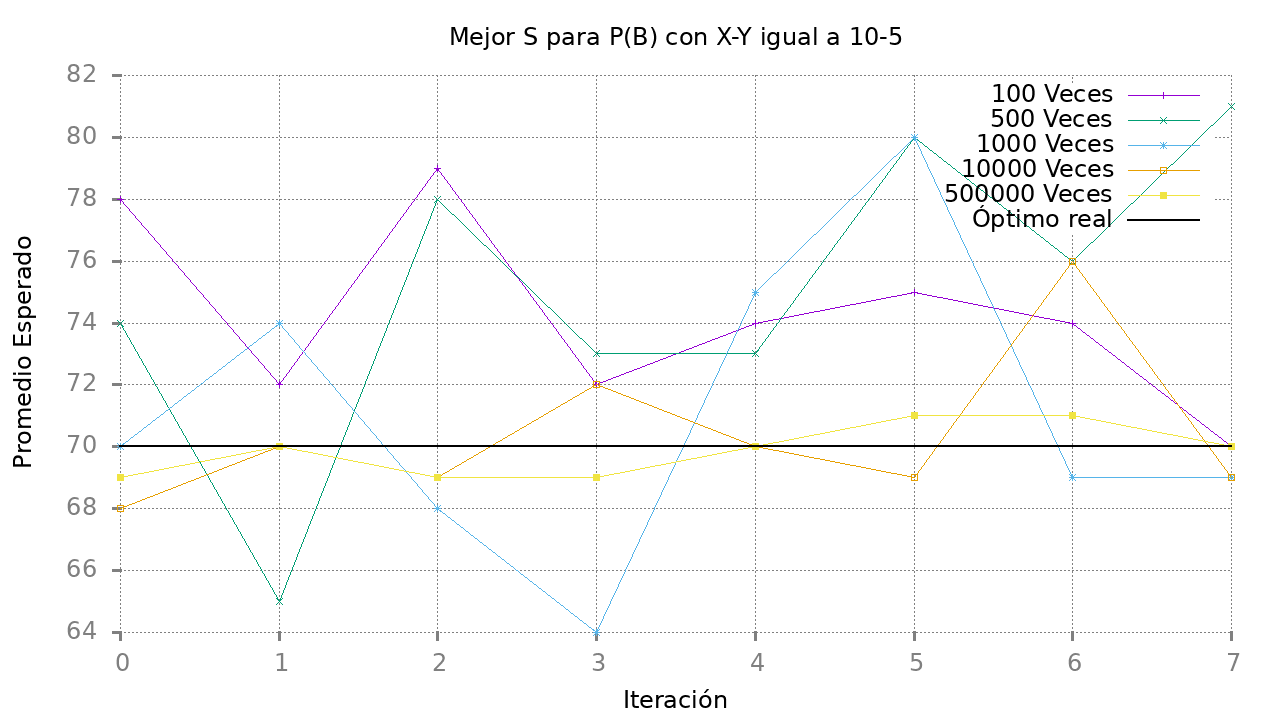 Mejor S para P(B) con X-Y igual a 10-5
82
80
78
76
74
72
70
68
66
64
Promedio Esperado
100 Veces
500 Veces
1000 Veces
10000 Veces
500000 Veces
Óptimo real
0 1 2 3 4 5 6 7
Iteración